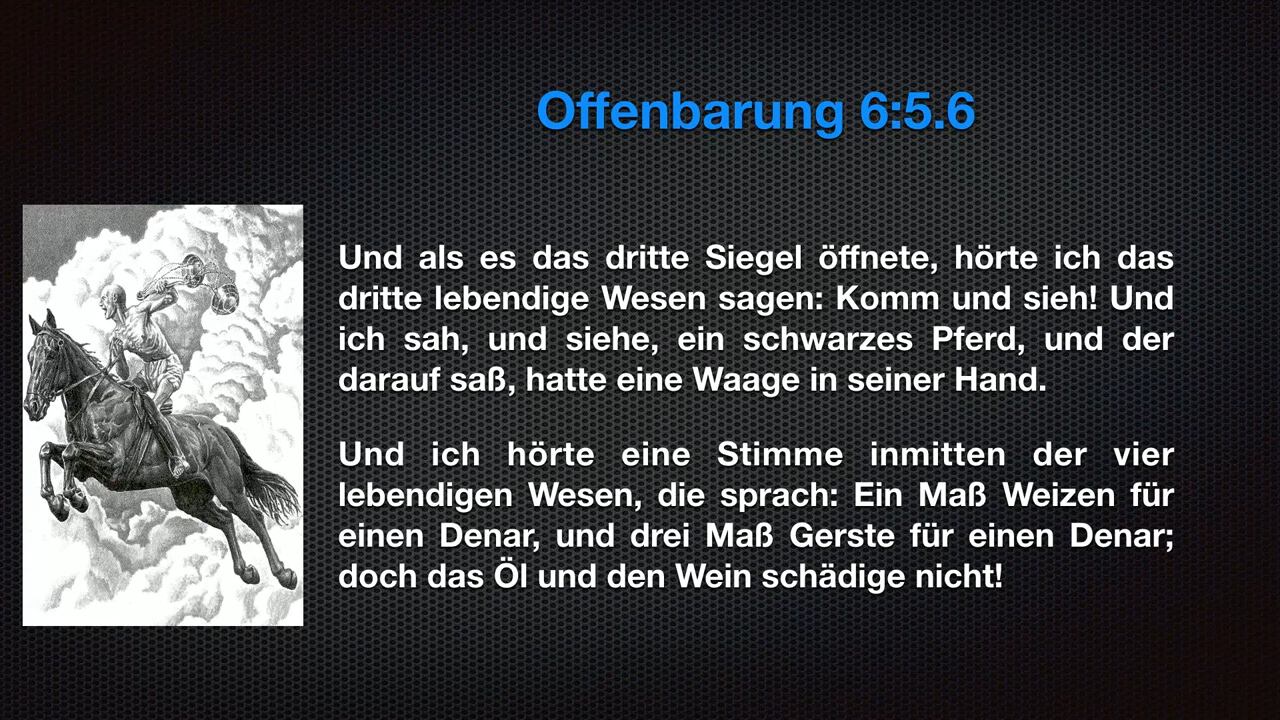 Offenbarung 6:5.6
Und als es das dritte Siegel öffnete, hörte ich das
dritte lebendige Wesen sagen: Komm und sieh! Und
ich sah, und siehe, ein schwarzes Pferd, und der
darauf saß, hatte eine Waage in seiner Hand.
Und ich hörte eine Stimme inmitten der vier
lebendigen Wesen, die sprach: Ein Maß Weizen für
einen Denar, und drei Maß Gerste für einen Denar;
doch das Öl und den Wein schädige nicht!